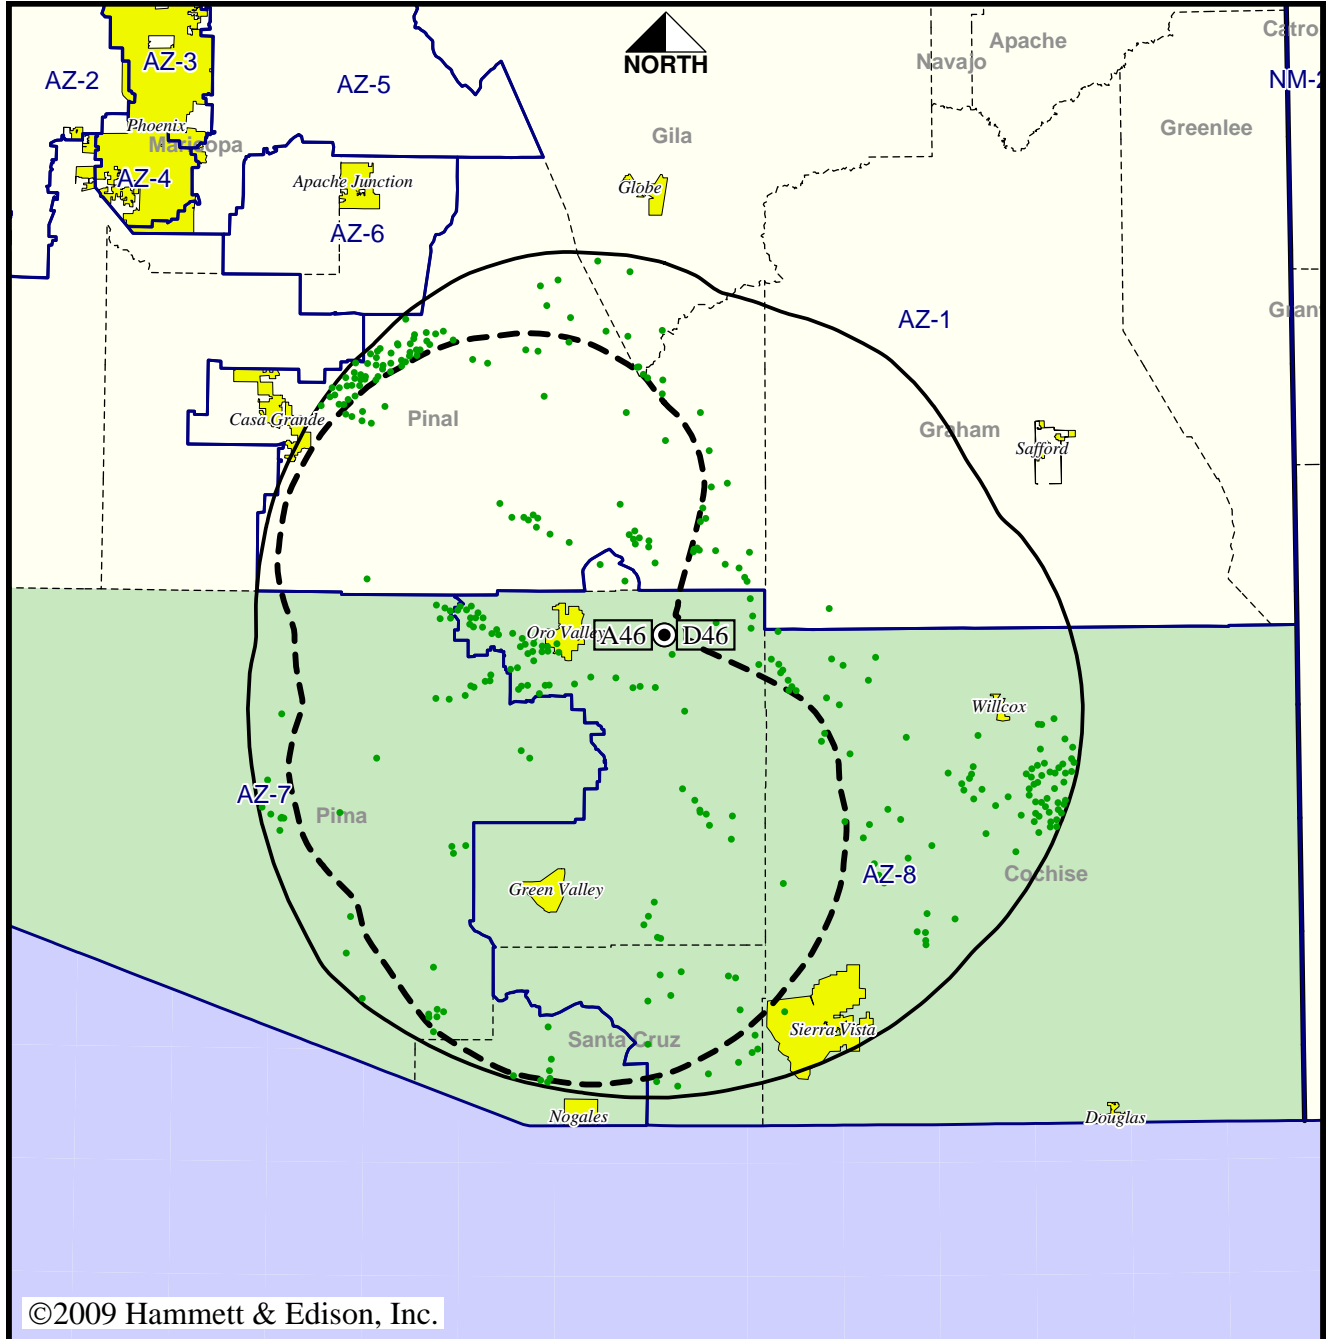 AZ-2
AZ-3
AZ-5
NORTH
Navajo
Apache
Catro
NM-2
Phoenix
Maricopa
Gila
Greenlee
AZ-4
Apache Junction
Globe
AZ-6
AZ-1
Gran
Casa Grande
Pinal
Graham
Safford
Oro Valley
A46
D46
Willcox
AZ-7
Pima
AZ-8
Cochise
Green Valley
Santa Cruz
Sierra Vista
Nogales
Douglas
©2009 Hammett & Edison, Inc.